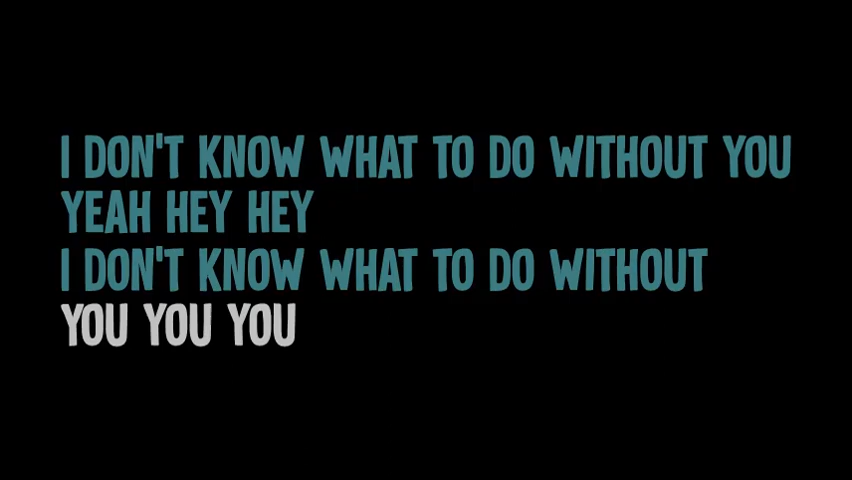 I DON'T KNOW WHAT TO DO WITHOUT YOU
YEAH HEY HEY
I DON'T KNOW WHAT TO DO WITHOUT
YOU YOU YOU